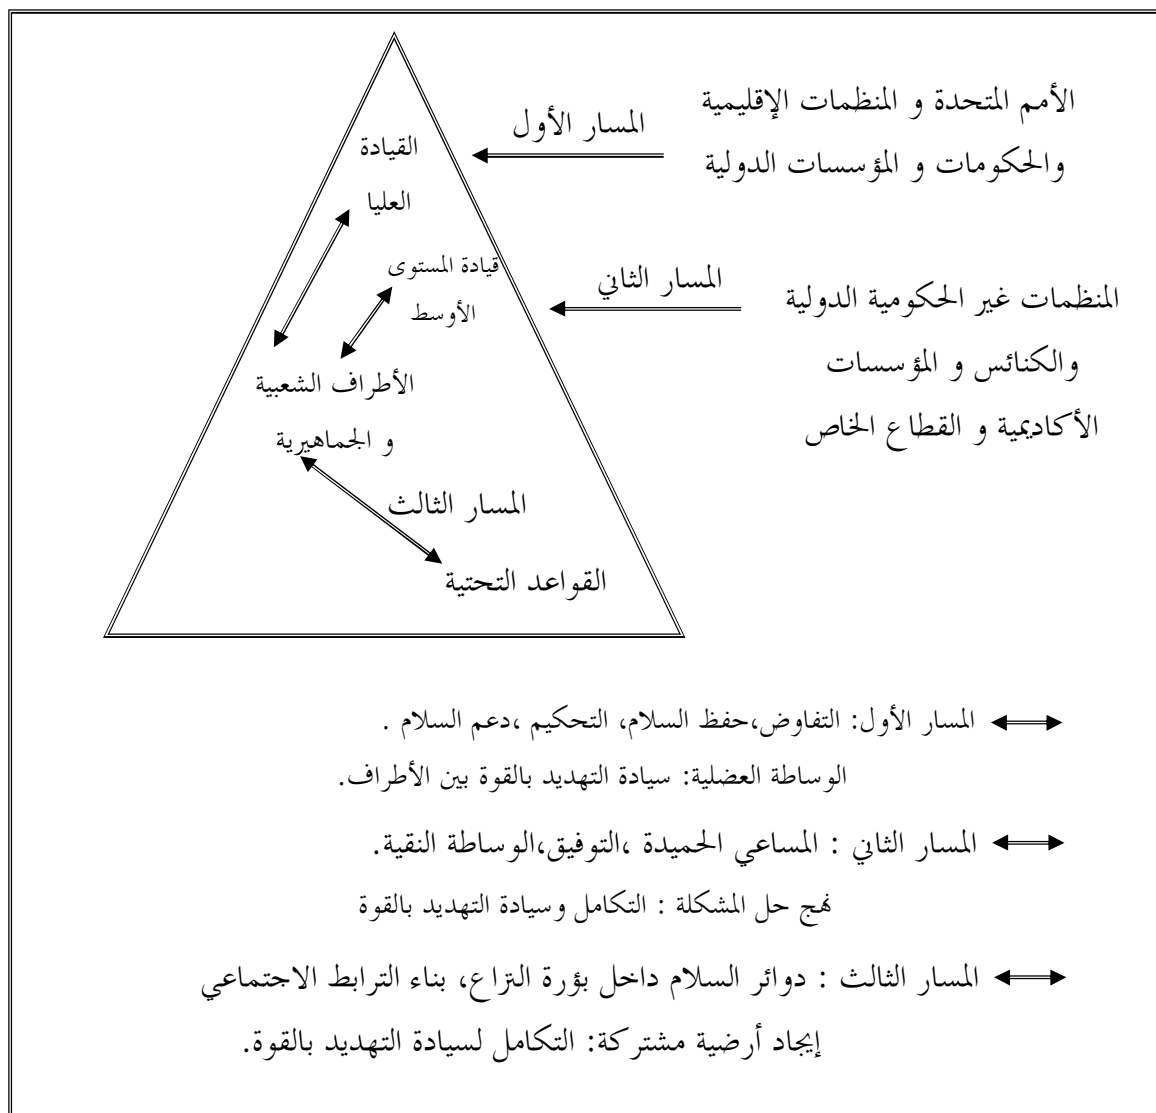 الأمم المتحدة و المنظمات الإقليمية
والحكومات و المؤسسات الدولية
المسار الأول
القيادة
العليا
المنظمات غير الحكومية الدولية
والكنائس و المؤسسات
الأكاديمية و القطاع الخاص
المسار الثاني
قيادة المستوى
الأوسط
الأطراف الشعبية
و الجماهيرية
المسار الثالث
القواعد التحتية
المسار الأول: التفاوض،حفظ السلام، التحكيم ،دعم السلام .
الوساطة العضلية: سيادة التهديد بالقوة بين الأطراف.
المسار الثاني : المساعي الحميدة ،التوفيق،الوساطة النقية.
نهج حل المشكلة : التكامل وسيادة التهديد بالقوة
المسار الثالث : دوائر السلام داخل بؤرة النزاع، بناء الترابط الاجتماعي
إيجاد أرضية مشتركة: التكامل لسيادة التهديد بالقوة.